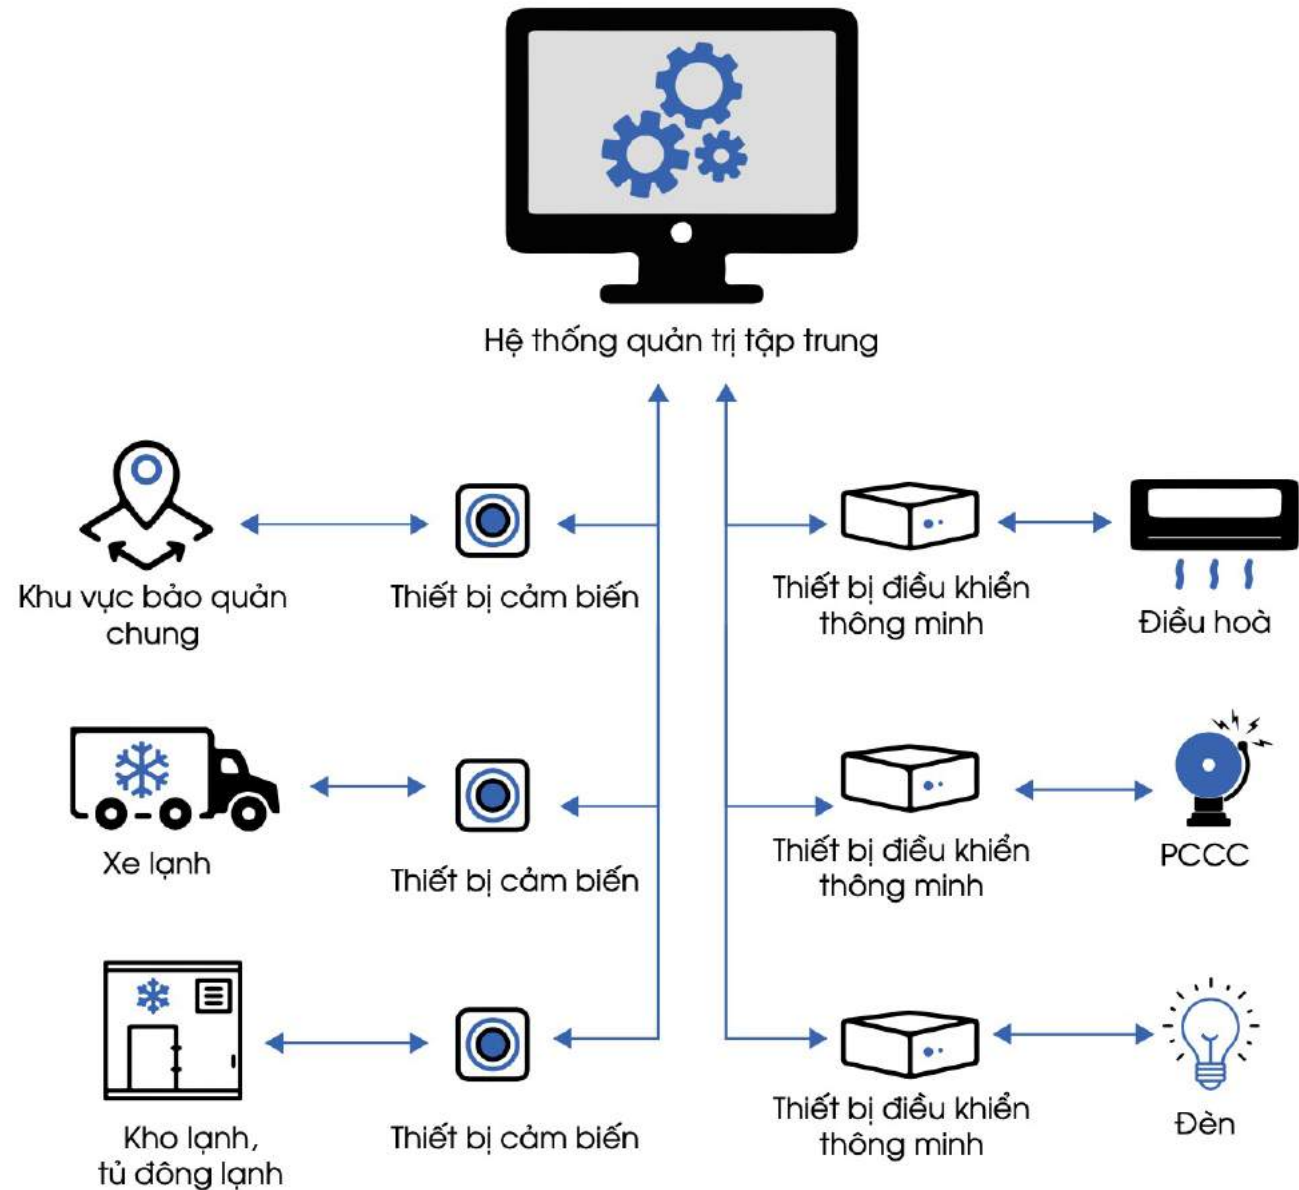 Hệ thống quản trị tập trung
Khu vực bảo quản
chung
Thiết bị cảm biến
Thiết bị điều khiển
thông minh
Điều hoà
Xe lạnh
Thiết bị cảm biến
Thiết bị điều khiển
thông minh
PCCC
Kho lạnh,
tủ đông lạnh
Thiết bị cảm biến
Thiết bị điều khiển
thông minh
Đèn